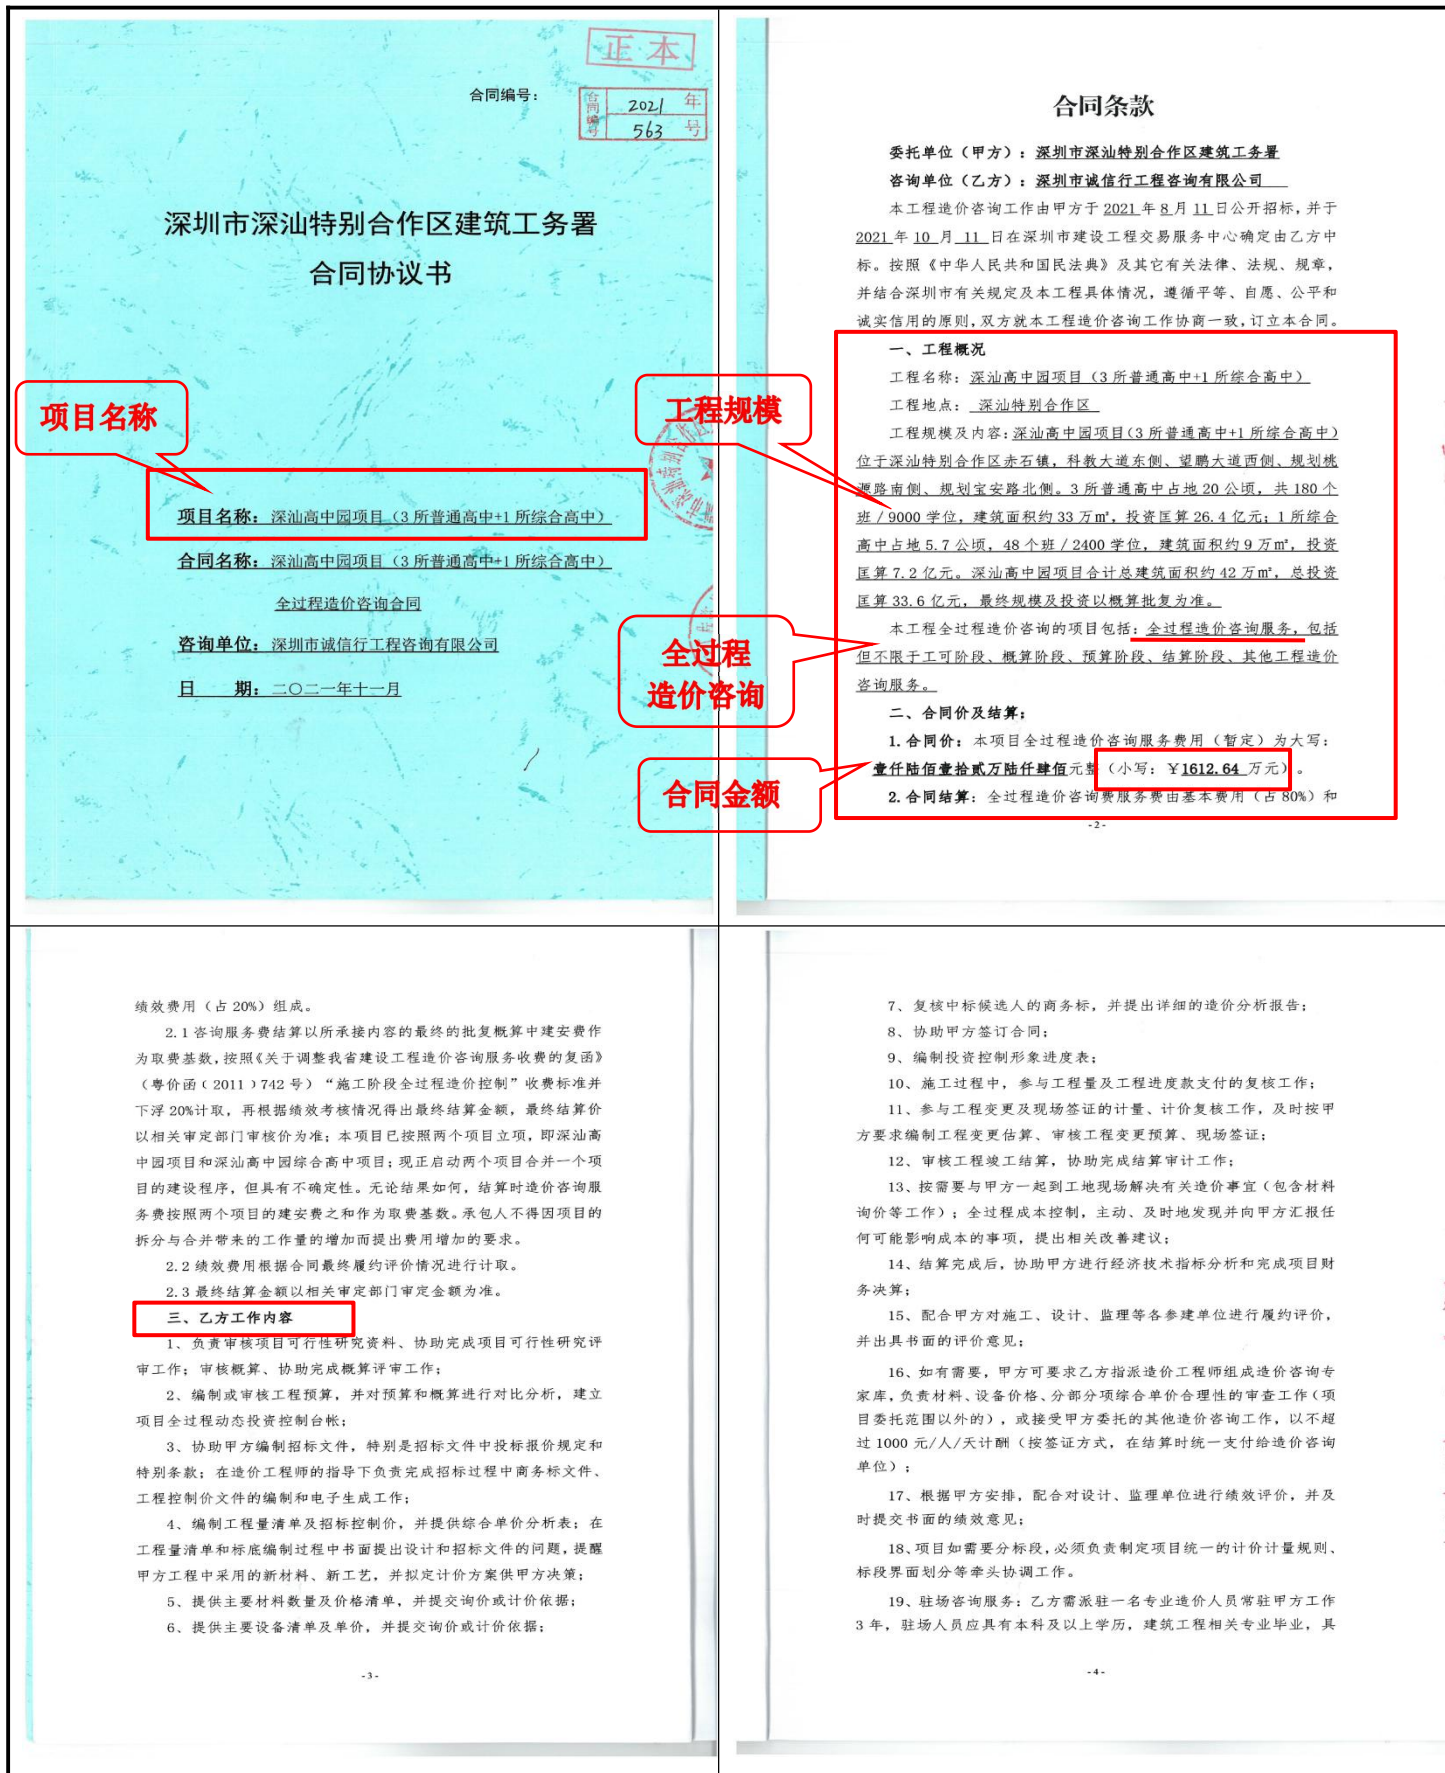 正本
合同编号：
合同编号 2021 年
563 号
深圳市深汕特别合作区建筑工务署
合同协议书
项目名称
项目名称：深汕高中园项目（3 所普通高中+1 所综合高中）
合同名称：深汕高中园项目（3 所普通高中+1 所综合高中）
全过程造价咨询合同
咨询单位：深圳市诚信行工程咨询有限公司
日 期：二〇二一年十一月
合同条款
委托单位（甲方）：深圳市深汕特别合作区建筑工务署
咨询单位（乙方）：深圳市诚信行工程咨询有限公司
本工程造价咨询工作由甲方于 2021 年 8 月 11 日公开招标，并于
2021 年 10 月 11 日在深圳市建设工程交易服务中心确定由乙方中
标。按照《中华人民共和国民法典》及其它有关法律、法规、规章，
并结合深圳市有关规定及本工程具体情况，遵循平等、自愿、公平和
诚实信用的原则，双方就本工程造价咨询工作协商一致，订立本合同。
一、工程概况
工程名称：深汕高中园项目（3 所普通高中+1 所综合高中）
工程地点：深汕特别合作区
工程规模
工程规模及内容：深汕高中园项目（3 所普通高中+1 所综合高中）
位于深汕特别合作区赤石镇，科教大道东侧、望鹏大道西侧、规划桃
源路南侧、规划宝安路北侧。3 所普通高中占地 20 公顷，共 180 个
班／9000 学位，建筑面积约 33 万㎡，投资匡算 26.4 亿元；1 所综合
高中占地 5.7 公顷，48 个班／2400 学位，建筑面积约 9 万㎡，投资
匡算 7.2 亿元。深汕高中园项目合计总建筑面积约 42 万㎡，总投资
匡算 33.6 亿元，最终规模及投资以概算批复为准。
全过程
造价咨询
本工程全过程造价咨询的项目包括：全过程造价咨询服务，包括
但不限于工可阶段、概算阶段、预算阶段、结算阶段、其他工程造价
咨询服务。
二、合同价及结算；
1.合同价：本项目全过程造价咨询服务费用（暂定）为大写：
壹仟陆佰壹拾贰万陆仟肆佰元整（小写：￥1612.64 万元）。
合同金额
2.合同结算：全过程造价咨询费服务费由基本费用（占 80%）和
-2-
绩效费用（占 20%）组成。
2.1 咨询服务费结算以所承接内容的最终的批复概算中建安费作
为取费基数，按照《关于调整我省建设工程造价咨询服务收费的复函》
（粤价函﹝2011﹞742 号）“施工阶段全过程造价控制”收费标准并
下浮 20%计取，再根据绩效考核情况得出最终结算金额，最终结算价
以相关审定部门审核价为准；本项目已按照两个项目立项，即深汕高
中园项目和深汕高中园综合高中项目；现正启动两个项目合并一个项
目的建设程序，但具有不确定性。无论结果如何，结算时造价咨询服
务费按照两个项目的建安费之和作为取费基数。承包人不得因项目的
拆分与合并带来的工作量的增加而提出费用增加的要求。
2.2 绩效费用根据合同最终履约评价情况进行计取。
2.3 最终结算金额以相关审定部门审定金额为准。
三、乙方工作内容
1、负责审核项目可行性研究资料、协助完成项目可行性研究评
审工作；审核概算、协助完成概算评审工作；
2、编制或审核工程预算，并对预算和概算进行对比分析，建立
项目全过程动态投资控制台帐；
3、协助甲方编制招标文件，特别是招标文件中投标报价规定和
特别条款；在造价工程师的指导下负责完成招标过程中商务标文件、
工程控制价文件的编制和电子生成工作；
4、编制工程量清单及招标控制价，并提供综合单价分析表；在
工程量清单和标底编制过程中书面提出设计和招标文件的问题，提醒
甲方工程中采用的新材料、新工艺，并拟定计价方案供甲方决策；
5、提供主要材料数量及价格清单，并提交询价或计价依据；
6、提供主要设备清单及单价，并提交询价或计价依据；
-3-
7、复核中标候选人的商务标，并提出详细的造价分析报告；
8、协助甲方签订合同；
9、编制投资控制形象进度表；
10、施工过程中，参与工程量及工程进度款支付的复核工作；
11、参与工程变更及现场签证的计量、计价复核工作，及时按甲
方要求编制工程变更估算、审核工程变更预算、现场签证；
12、审核工程竣工结算，协助完成结算审计工作；
13、按需要与甲方一起到工地现场解决有关造价事宜（包含材料
询价等工作）；全过程成本控制，主动、及时地发现并向甲方汇报任
何可能影响成本的事项，提出相关改善建议；
14、结算完成后，协助甲方进行经济技术指标分析和完成项目财
务决算；
15、配合甲方对施工、设计、监理等各参建单位进行履约评价，
并出具书面的评价意见；
16、如有需要，甲方可要求乙方指派造价工程师组成造价咨询专
家库，负责材料、设备价格、分部分项综合单价合理性的审查工作（项
目委托范围以外的），或接受甲方委托的其他造价咨询工作，以不超
过 1000 元/人/天计酬（按签证方式，在结算时统一支付给造价咨询
单位）；
17、根据甲方安排，配合对设计、监理单位进行绩效评价，并及
时提交书面的绩效意见；
18、项目如需要分标段，必须负责制定项目统一的计价计量规则、
标段界面划分等牵头协调工作。
19、驻场咨询服务：乙方需派驻一名专业造价人员常驻甲方工作
3 年，驻场人员应具有本科及以上学历，建筑工程相关专业毕业，具
-4-